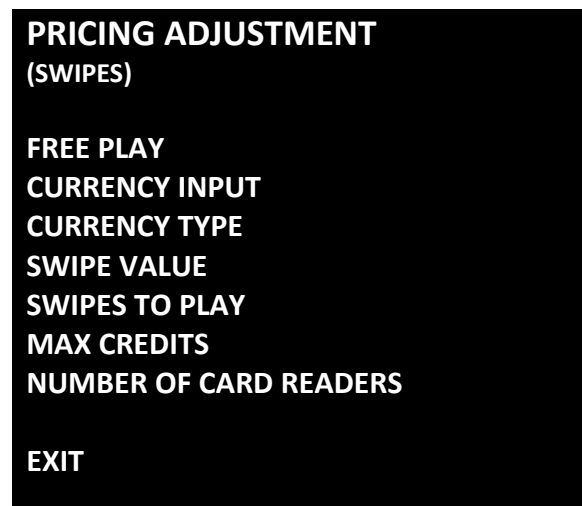 PRICING ADJUSTMENT
(SWIPES)
FREE PLAY
CURRENCY INPUT
CURRENCY TYPE
SWIPE VALUE
SWIPES TO PLAY
MAX CREDITS
NUMBER OF CARD READERS
EXIT